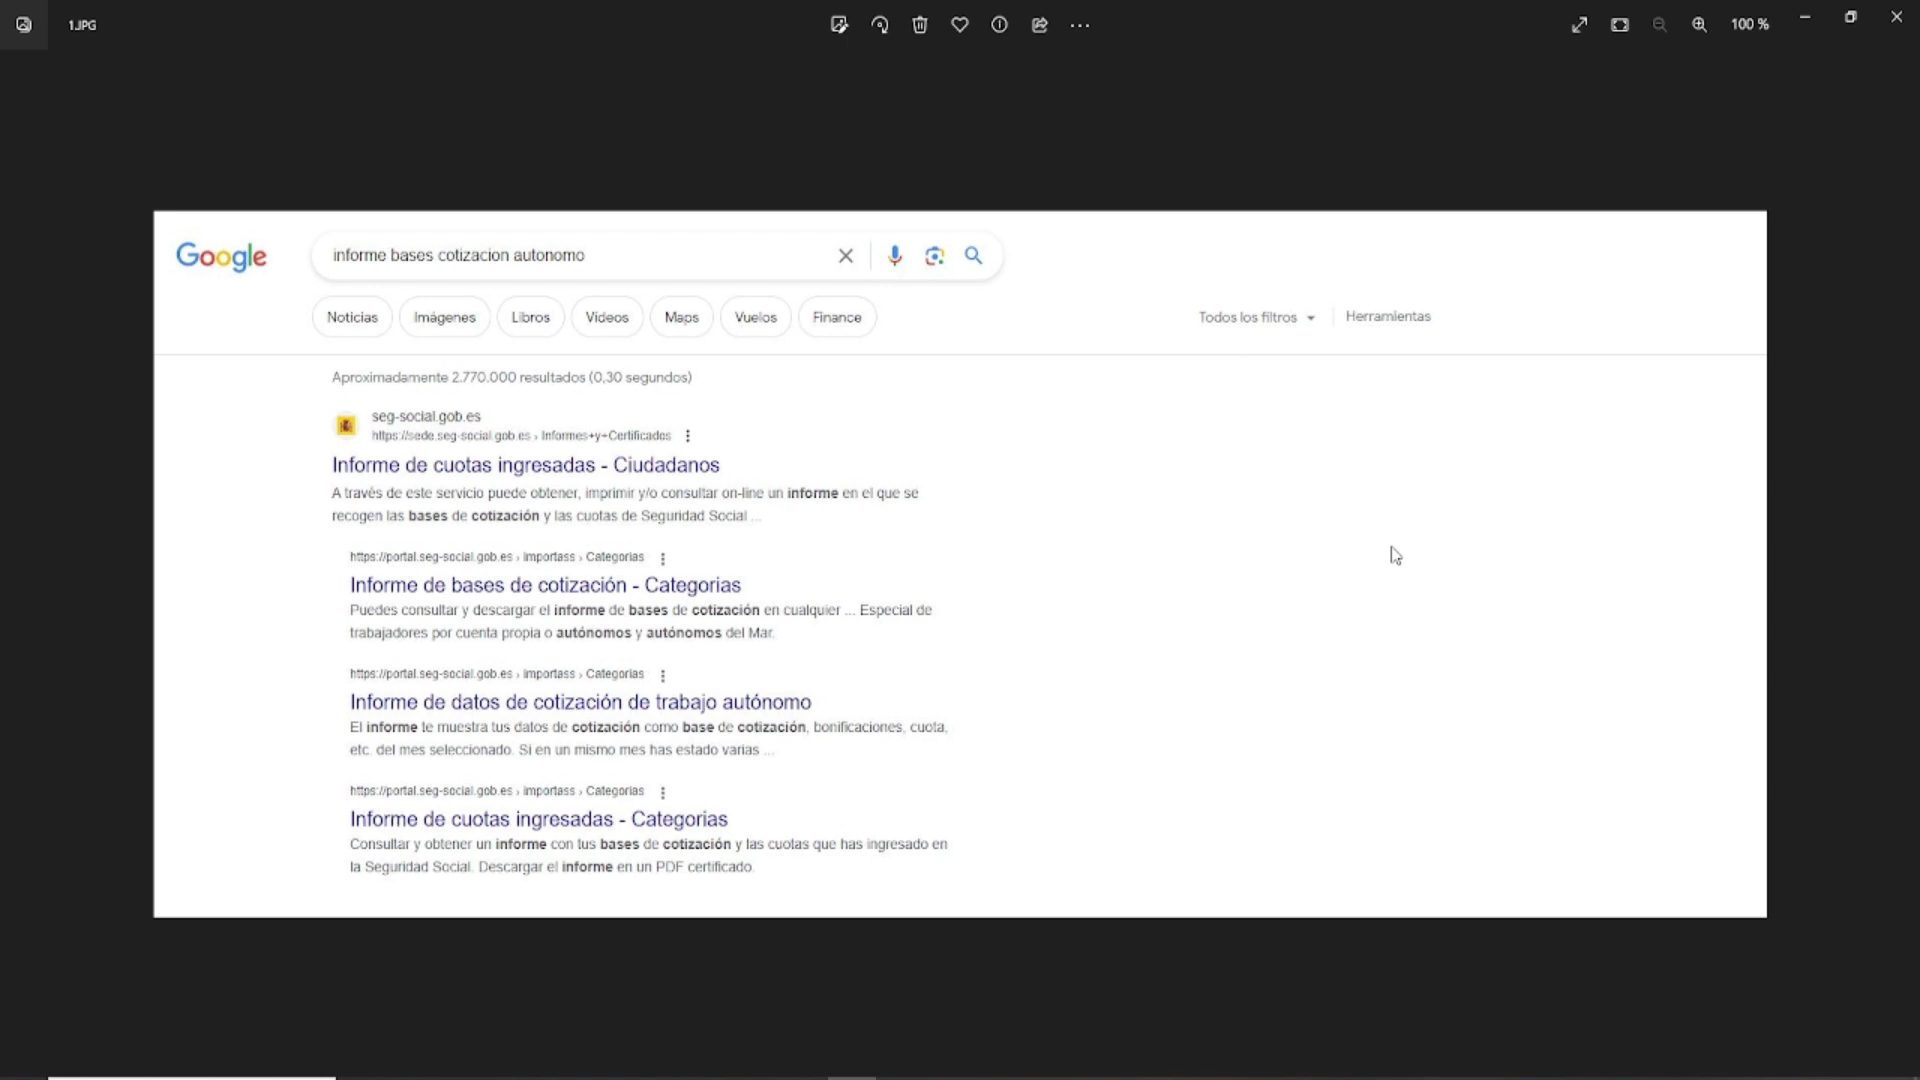 1.JPG
100 %
Google
informe bases cotizacion autonomo
Noticias
Imágenes
Libros
Videos
Maps
Vuelos
Finance
Todos los filtros
Herramientas
Aproximadamente 2.770.000 resultados (0,30 segundos)
seg-social.gob.es
https://sede.seg-social.gob.es › Informes+y+Certificados
Informe de cuotas ingresadas - Ciudadanos
A través de este servicio puede obtener, imprimir y/o consultar on-line un informe en el que se
recogen las bases de cotización y las cuotas de Seguridad Social ...
https://portal.seg-social.gob.es › importass › Categorias
Informe de bases de cotización - Categorias
Puedes consultar y descargar el informe de bases de cotización en cualquier ... Especial de
trabajadores por cuenta propia o autónomos y autónomos del Mar.
https://portal.seg-social.gob.es › importass › Categorias
Informe de datos de cotización de trabajo autónomo
El informe te muestra tus datos de cotización como base de cotización, bonificaciones, cuota,
etc. del mes seleccionado. Si en un mismo mes has estado varias ...
https://portal.seg-social.gob.es › importass › Categorias
Informe de cuotas ingresadas - Categorias
Consultar y obtener un informe con tus bases de cotización y las cuotas que has ingresado en
la Seguridad Social. Descargar el informe en un PDF certificado.